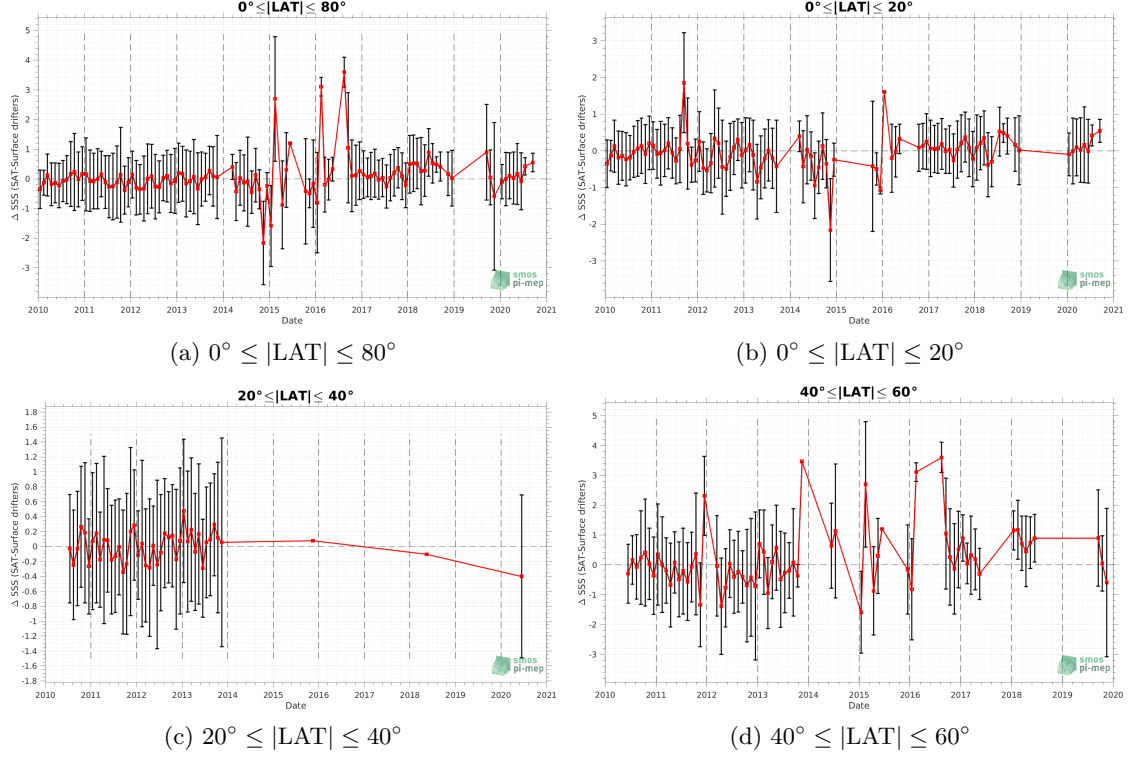 0°≤|LAT|≤ 80°
Δ SSS (SAT-Surface drifters)
5
4
3
2
1
0
-1
-2
-3
2010 2011 2012 2013 2014 2015 2016 2017 2018 2019 2020 2021
Date
smos
pi-mep
(a) 0° ≤ |LAT| ≤ 80°
0°≤|LAT|≤ 20°
Δ SSS (SAT-Surface drifters)
3
2
1
0
-1
-2
-3
2010 2011 2012 2013 2014 2015 2016 2017 2018 2019 2020 2021
Date
smos
pi-mep
(b) 0° ≤ |LAT| ≤ 20°
20°≤|LAT|≤ 40°
Δ SSS (SAT-Surface drifters)
1.8
1.6
1.4
1.2
1
0.8
0.6
0.4
0.2
0
-0.2
-0.4
-0.6
-0.8
-1
-1.2
-1.4
-1.6
-1.8
2010 2011 2012 2013 2014 2015 2016 2017 2018 2019 2020 2021
Date
smos
pi-mep
(c) 20° ≤ |LAT| ≤ 40°
40°≤|LAT|≤ 60°
Δ SSS (SAT-Surface drifters)
5
4
3
2
1
0
-1
-2
-3
2010 2011 2012 2013 2014 2015 2016 2017 2018 2019 2020
Date
smos
pi-mep
(d) 40° ≤ |LAT| ≤ 60°